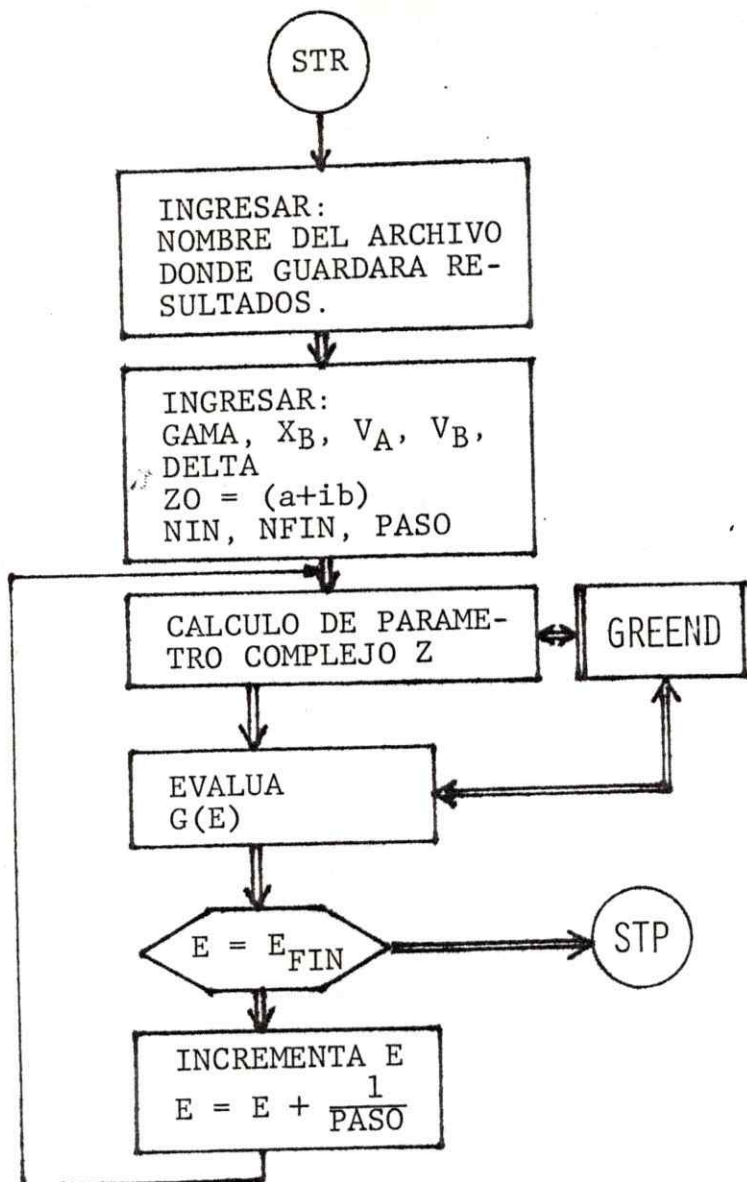 STR
INGRESAR:
NOMBRE DEL ARCHIVO
DONDE GUARDARA RE-
SULTADOS.
INGRESAR:
GAMA, X_B, V_A, V_B,
DELTA
ZO = (a+ib)
NIN, NFIN, PASO
CALCULO DE PARAME-
TRO COMPLEJO Z
GREEND
EVALUA
G(E)
E = E_FIN
STP
INCREMENTA E
E = E + 1/PASO